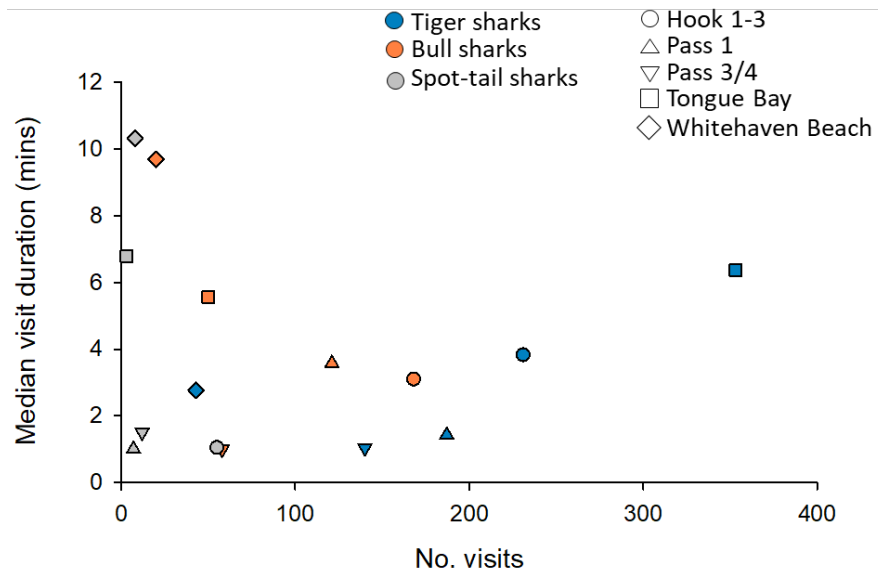 Tiger sharks
Bull sharks
Spot-tail sharks
Hook 1-3
Pass 1
Pass 3/4
Tongue Bay
Whitehaven Beach
Median visit duration (mins)
12
10
8
6
4
2
0
0 100 200 300 400
No. visits